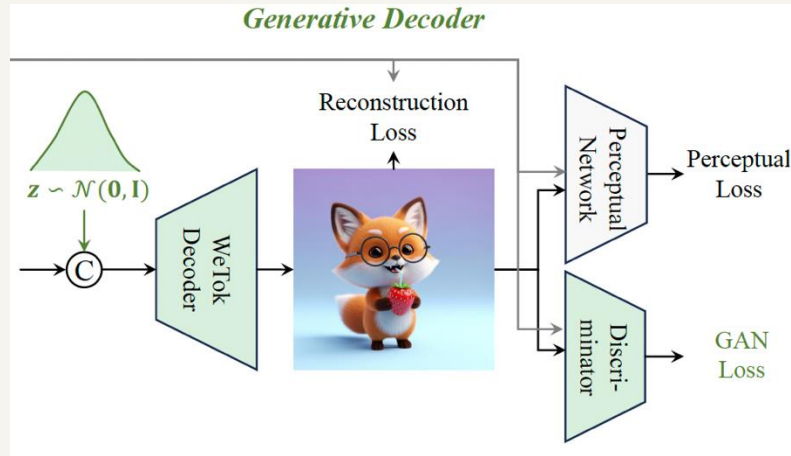 Generative Decoder
z ∽ 𝒩(0, I)
Reconstruction
Loss
C
WeTok
Decoder
Perceptual
Network
Perceptual
Loss
Discri-
minator
GAN
Loss